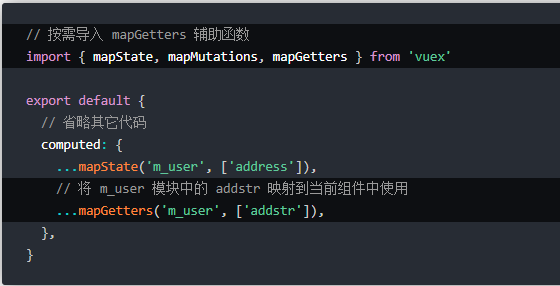 // 按需导入 mapGetters 辅助函数
import { mapState, mapMutations, mapGetters } from 'vuex'
export default {
// 省略其它代码
computed: {
...mapState('m_user', ['address']),
// 将 m_user 模块中的 addstr 映射到当前组件中使用
...mapGetters('m_user', ['addstr']),
},
}